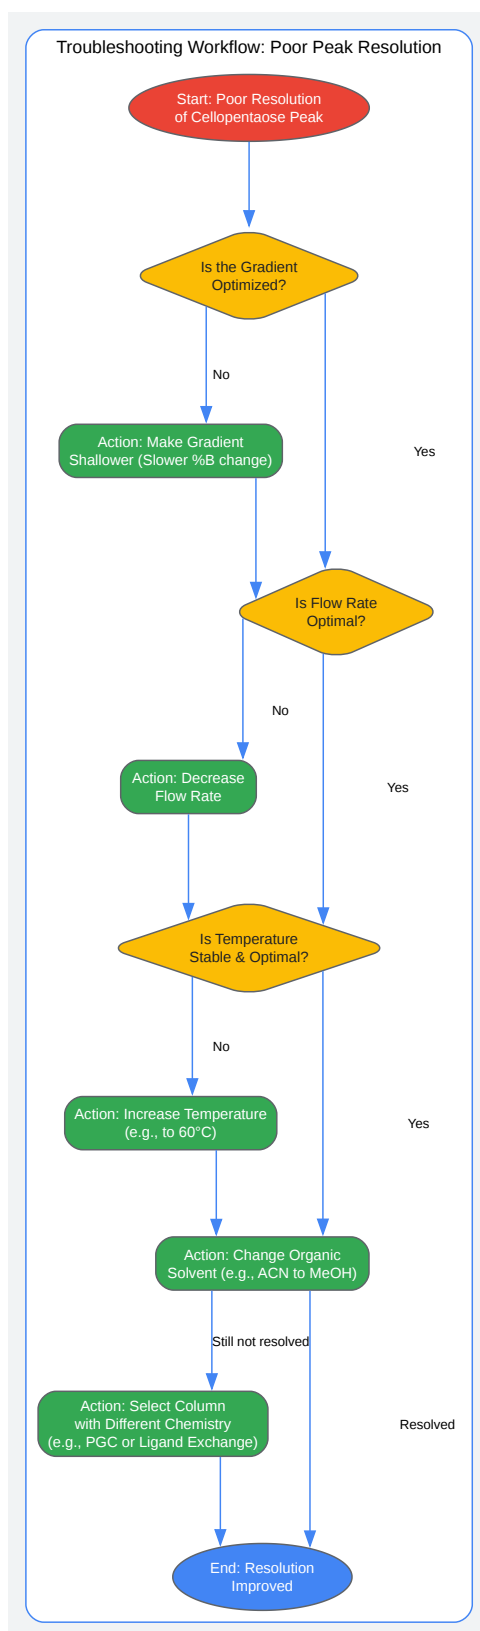 Troubleshooting Workflow: Poor Peak Resolution
Start: Poor Resolution
of Cellopentaose Peak
Is the Gradient
Optimized?
No
Action: Make Gradient
Shallower (Slower %B change)
Yes
Is Flow Rate
Optimal?
No
Action: Decrease
Flow Rate
Yes
Is Temperature
Stable & Optimal?
No
Action: Increase Temperature
(e.g., to 60°C)
Yes
Action: Change Organic
Solvent (e.g., ACN to MeOH)
Still not resolved
Action: Select Column
with Different Chemistry
(e.g., PGC or Ligand Exchange)
Resolved
End: Resolution
Improved